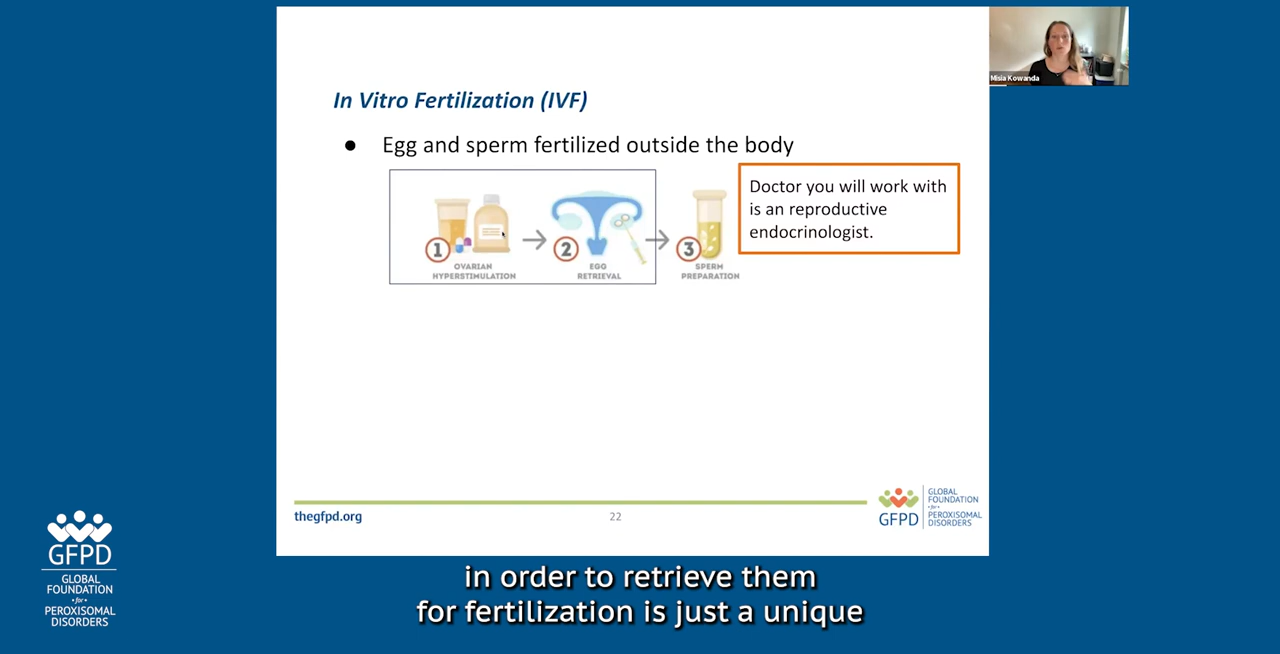 Misia Kowanda
In Vitro Fertilization (IVF)
● Egg and sperm fertilized outside the body
Doctor you will work with
is an reproductive
endocrinologist.
1
2
3
OVARIAN
HYPERSTIMULATION
EGG
RETRIEVAL
SPERM
PREPARATION
thegfpd.org
22
GFPD
GLOBAL
FOUNDATION
for
PEROXISOMAL
DISORDERS
GFPD
GLOBAL
FOUNDATION
for
PEROXISOMAL
DISORDERS
in order to retrieve them
for fertilization is just a unique